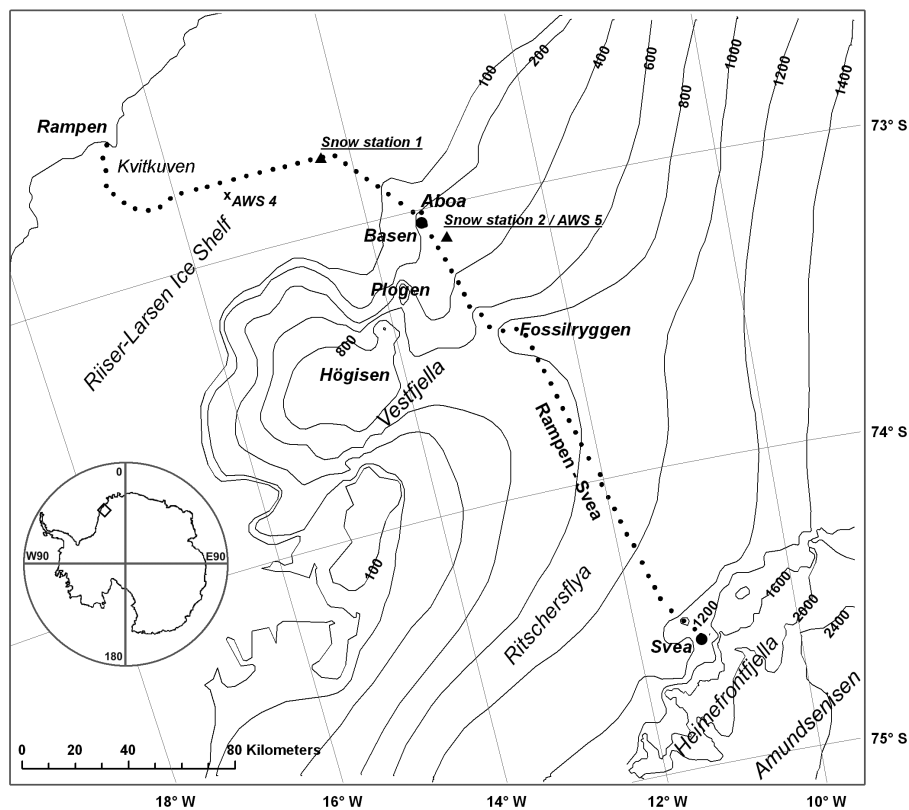 100
200
400
600
800
1000
1200
1400
73° S
Rampen
Snow station 1
Kvitkuven
AWS 4
Aboa
Snow station 2 / AWS 5
Basen
Riiser-Larsen Ice Shelf
Plogen
Fossilryggen
800
Högisen
Vestfjella
Rampen - Svea
74° S
0
W90
E90
180
100
Ritschersflya
1200
1600
2000
2400
Svea
Heimefrontfjella
Amundsenisen
75° S
0 20 40 80 Kilometers
18° W 16° W 14° W 12° W 10° W